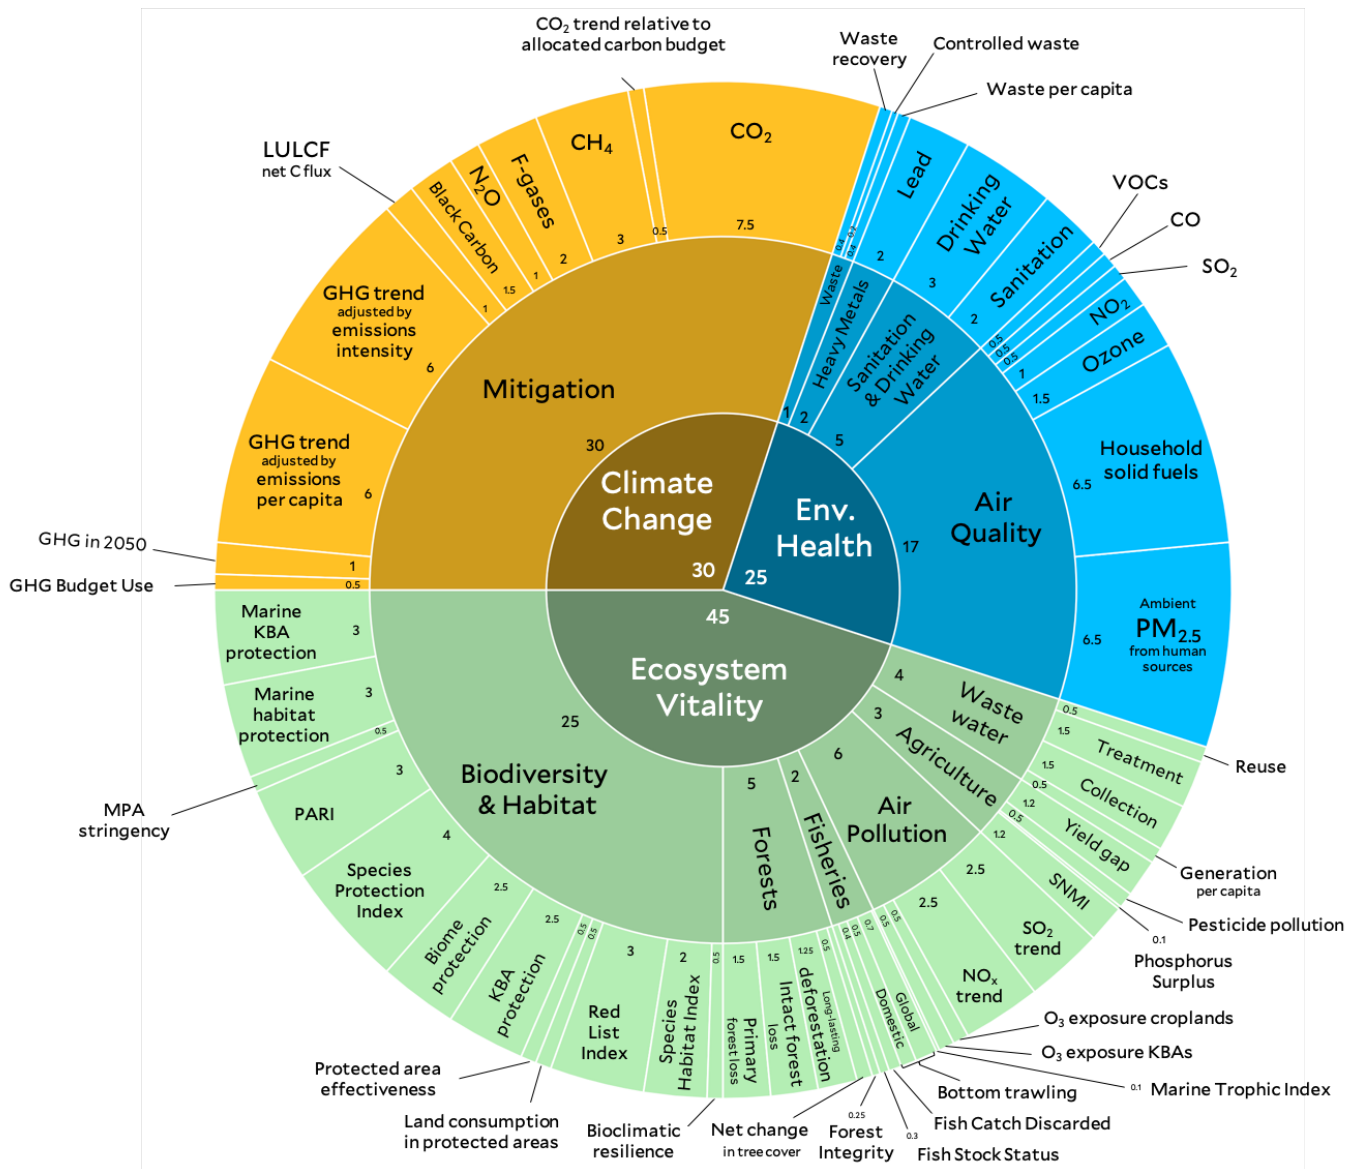 CO₂ trend relative to
allocated carbon budget
Waste
recovery
Controlled waste
Waste per capita
LULCF
net C flux
Black Carbon
N₂O
F-gases
CH₄
CO₂
Lead
Drinking
Water
Sanitation
VOCs
CO
SO₂
NO₂
Ozone
1
1.5
1
2
3
0.5
7.5
0.4
0.2
0.4
2
3
2
0.5
0.5
0.5
1
1.5
GHG trend
adjusted by
emissions
intensity
6
Mitigation
30
Waste
1
Heavy Metals
2
Sanitation
& Drinking
Water
5
GHG trend
adjusted by
emissions
per capita
6
Climate
Change
30
Env.
Health
25
Air
Quality
17
Household
solid fuels
6.5
GHG in 2050
1
GHG Budget Use
0.5
Ambient
PM₂.₅
from human
sources
6.5
Marine
KBA
protection
3
Marine
habitat
protection
3
0.5
MPA
stringency
PARI
3
45
Ecosystem
Vitality
25
Biodiversity
& Habitat
4
Waste
water
3
Agriculture
6
Air
Pollution
2
Fisheries
5
Forests
0.5
Reuse
1.5
Treatment
1.5
Collection
0.5
Generation
per capita
1.2
Yield gap
0.5
Pesticide pollution
0.1
Phosphorus
Surplus
1.2
SNMI
2.5
SO₂
trend
2.5
NOₓ
trend
4
Species
Protection
Index
2.5
Biome
protection
2.5
KBA
protection
0.5
0.5
3
Red
List
Index
2
Species
Habitat Index
0.5
1.5
Primary
forest loss
1.5
Intact forest
loss
1.25
Long-lasting
deforestation
0.5
0.4
0.5
0.7
0.5
0.5
Domestic
Global
O₃ exposure croplands
O₃ exposure KBAs
0.1
Marine Trophic Index
Bottom trawling
Fish Catch Discarded
0.3
Fish Stock Status
0.25
Forest
Integrity
Net change
in tree cover
Bioclimatic
resilience
Land consumption
in protected areas
Protected area
effectiveness